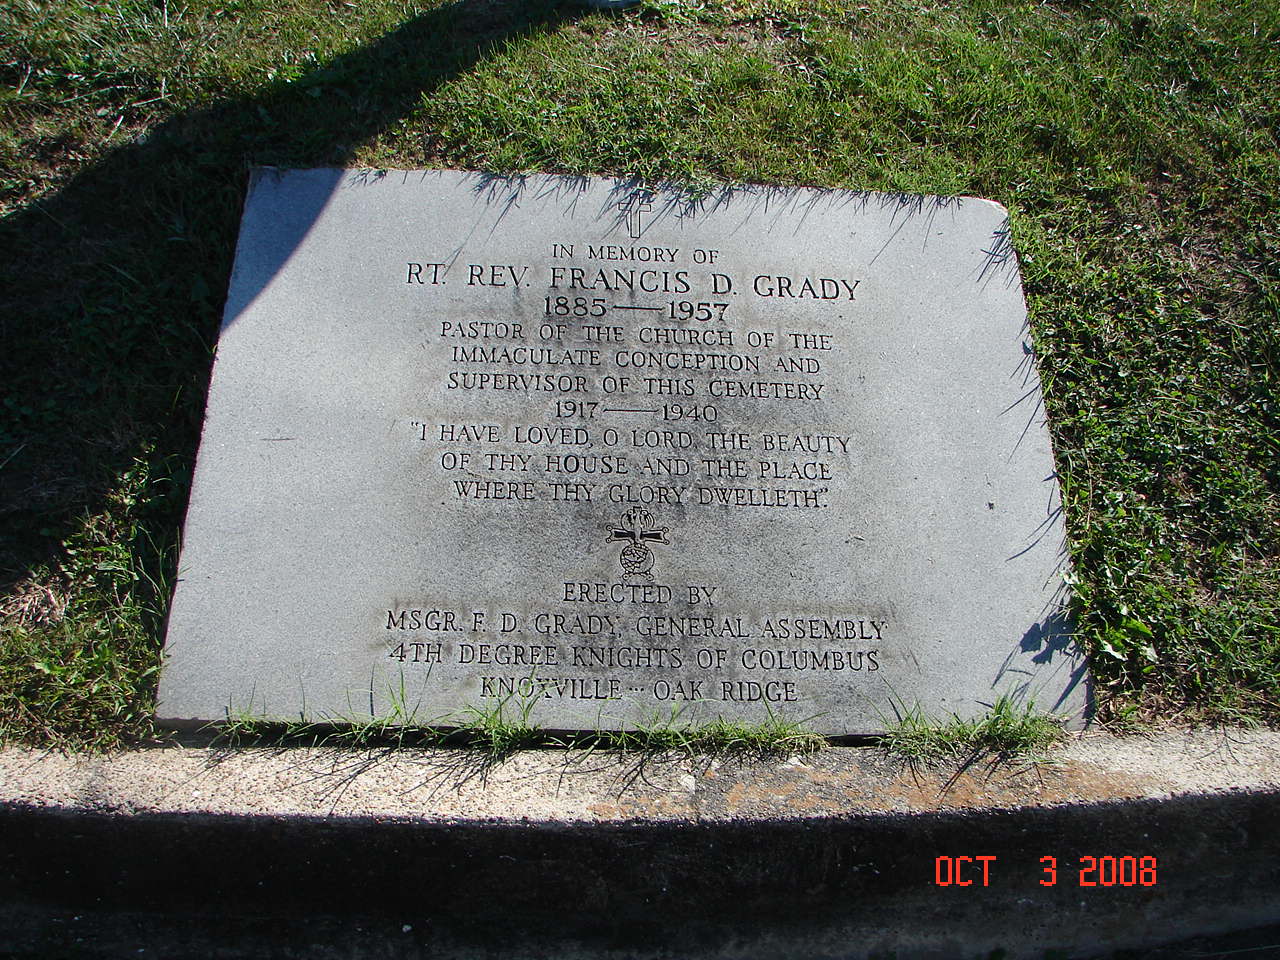 IN MEMORY OF
RT. REV. FRANCIS D. GRADY
1885—1957
PASTOR OF THE CHURCH OF THE
IMMACULATE CONCEPTION AND
SUPERVISOR OF THIS CEMETERY
1917—1940
"I HAVE LOVED, O LORD, THE BEAUTY
OF THY HOUSE AND THE PLACE
WHERE THY GLORY DWELLETH."
ERECTED BY
MSGR. F. D. GRADY, GENERAL ASSEMBLY
4TH DEGREE KNIGHTS OF COLUMBUS
KNOXVILLE --- OAK RIDGE
OCT 3 2008